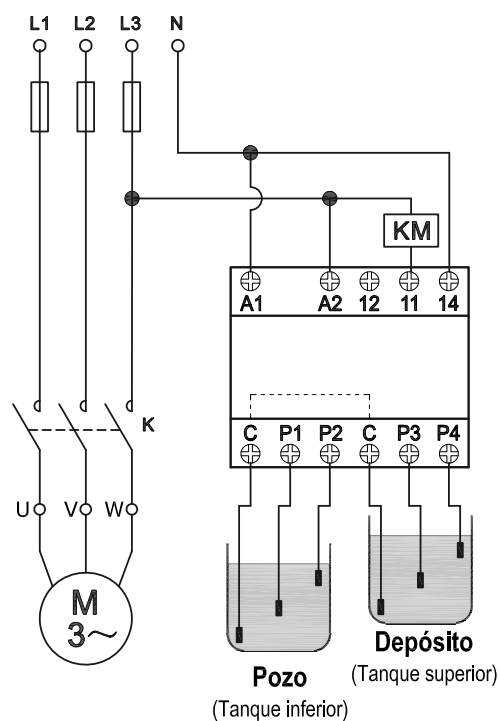 L1 L2 L3 N
KM
A1 A2 12 11 14
K
C P1 P2 C P3 P4
U V W
M
3~
Depósito
(Tanque superior)
Pozo
(Tanque inferior)